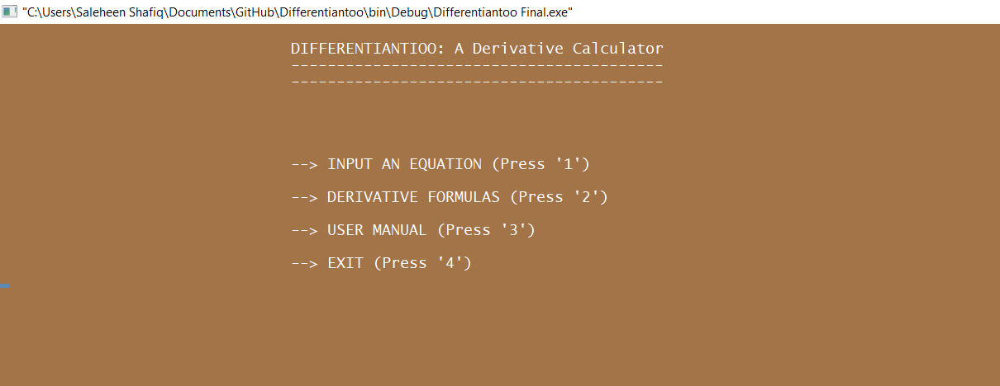 "C:\Users\Saleheen Shafiq\Documents\GitHub\Differentiantoo\bin\Debug\Differentiantoo Final.exe"
DIFFERENTIANTIOO: A Derivative Calculator
-----------------------------------------
-----------------------------------------
--> INPUT AN EQUATION (Press '1')
--> DERIVATIVE FORMULAS (Press '2')
--> USER MANUAL (Press '3')
--> EXIT (Press '4')